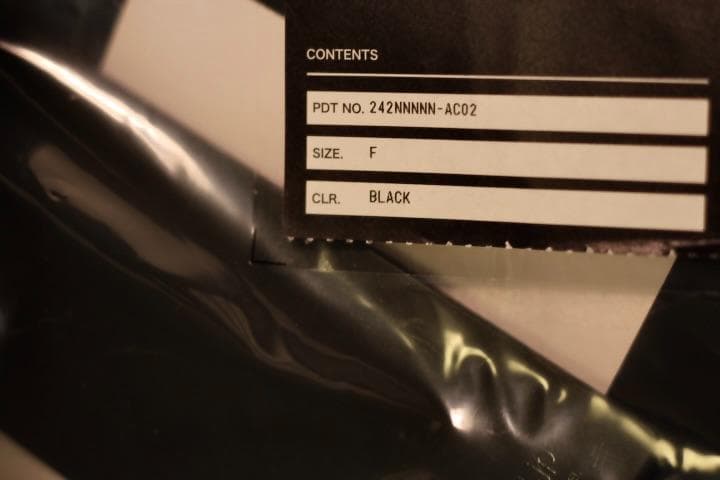 CONTENTS
PDT NO. 242NNNNN-AC02
SIZE. F
CLR. BLACK